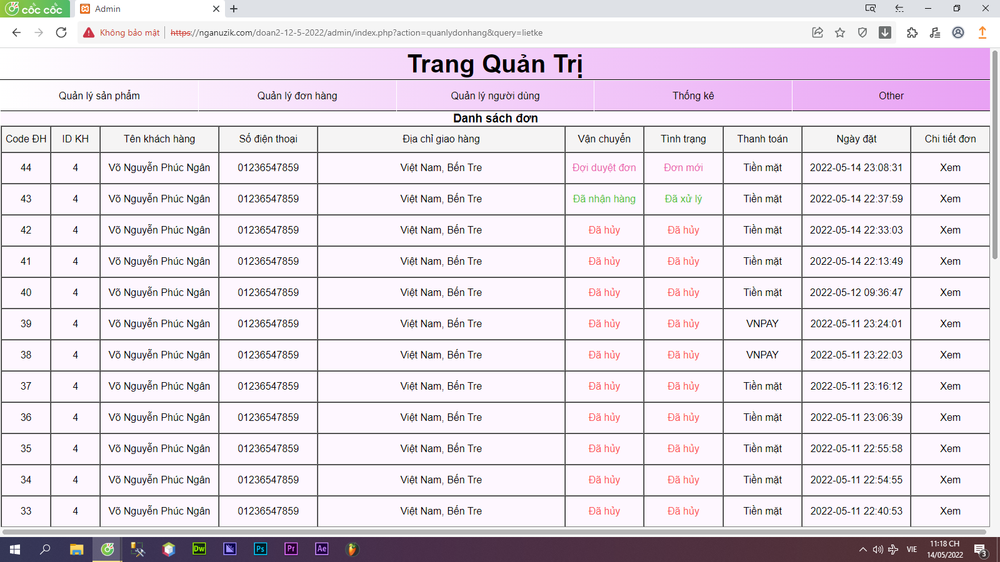 cốc cốc
Admin
Không bảo mật https://nganuzik.com/doan2-12-5-2022/admin/index.php?action=quanlydonhang&query=lietke
Trang Quản Trị
Quản lý sản phẩm Quản lý đơn hàng Quản lý người dùng Thống kê Other
Danh sách đơn
Code ĐH ID KH Tên khách hàng Số điện thoại Địa chỉ giao hàng Vận chuyển Tình trạng Thanh toán Ngày đặt Chi tiết đơn
44 4 Võ Nguyễn Phúc Ngân 01236547859 Việt Nam, Bến Tre Đợi duyệt đơn Đơn mới Tiền mặt 2022-05-14 23:08:31 Xem
43 4 Võ Nguyễn Phúc Ngân 01236547859 Việt Nam, Bến Tre Đã nhận hàng Đã xử lý Tiền mặt 2022-05-14 22:37:59 Xem
42 4 Võ Nguyễn Phúc Ngân 01236547859 Việt Nam, Bến Tre Đã hủy Đã hủy Tiền mặt 2022-05-14 22:33:03 Xem
41 4 Võ Nguyễn Phúc Ngân 01236547859 Việt Nam, Bến Tre Đã hủy Đã hủy Tiền mặt 2022-05-14 22:13:49 Xem
40 4 Võ Nguyễn Phúc Ngân 01236547859 Việt Nam, Bến Tre Đã hủy Đã hủy Tiền mặt 2022-05-12 09:36:47 Xem
39 4 Võ Nguyễn Phúc Ngân 01236547859 Việt Nam, Bến Tre Đã hủy Đã hủy VNPAY 2022-05-11 23:24:01 Xem
38 4 Võ Nguyễn Phúc Ngân 01236547859 Việt Nam, Bến Tre Đã hủy Đã hủy VNPAY 2022-05-11 23:22:03 Xem
37 4 Võ Nguyễn Phúc Ngân 01236547859 Việt Nam, Bến Tre Đã hủy Đã hủy Tiền mặt 2022-05-11 23:16:12 Xem
36 4 Võ Nguyễn Phúc Ngân 01236547859 Việt Nam, Bến Tre Đã hủy Đã hủy Tiền mặt 2022-05-11 23:06:39 Xem
35 4 Võ Nguyễn Phúc Ngân 01236547859 Việt Nam, Bến Tre Đã hủy Đã hủy Tiền mặt 2022-05-11 22:55:58 Xem
34 4 Võ Nguyễn Phúc Ngân 01236547859 Việt Nam, Bến Tre Đã hủy Đã hủy Tiền mặt 2022-05-11 22:54:55 Xem
33 4 Võ Nguyễn Phúc Ngân 01236547859 Việt Nam, Bến Tre Đã hủy Đã hủy Tiền mặt 2022-05-11 22:40:53 Xem
Dw Ps Pr Ae VIE 11:18 CH
14/05/2022 3